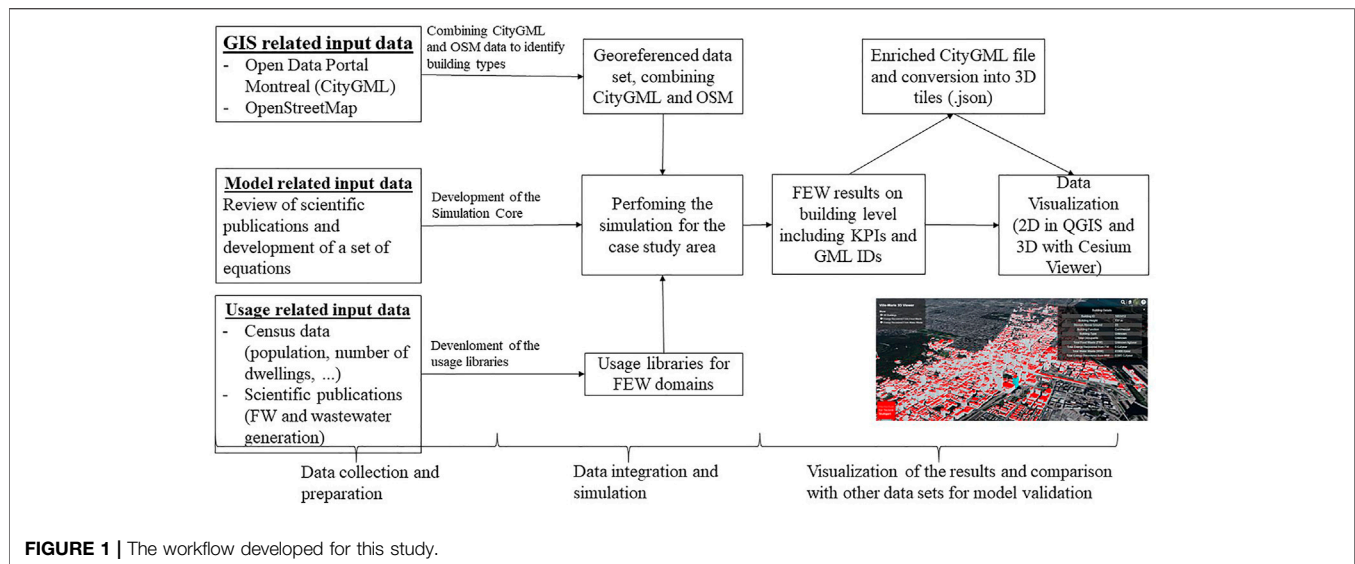 GIS related input data
- Open Data Portal
Montreal (CityGML)
- OpenStreetMap
Combining CityGML
and OSM data to identify
building types
Georeferenced data
set, combining
CityGML and OSM
Enriched CityGML file
and conversion into 3D
tiles (.json)
Model related input data
Review of scientific
publications and
development of a set of
equations
Development of the
Simulation Core
Perfoming the
simulation for the
case study area
FEW results on
building level
including KPIs and
GML IDs
Data
Visualization
(2D in QGIS and
3D with Cesium
Viewer)
Usage related input data
- Census data
(population, number of
dwellings, ...)
- Scientific publications
(FW and wastewater
generation)
Devenloment of the
usage libraries
Usage libraries for
FEW domains
Data collection and
preparation
Data integration and
simulation
Visualization of the results and comparison
with other data sets for model validation
FIGURE 1 | The workflow developed for this study.